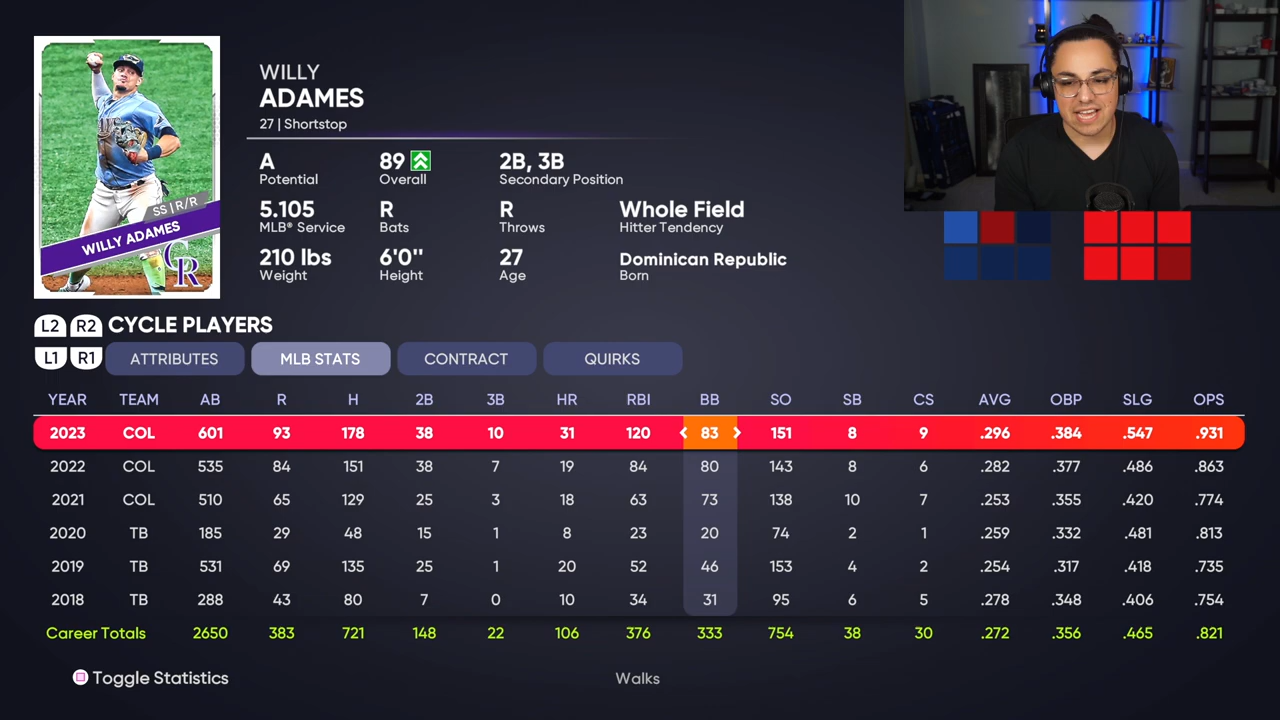 WILLY
ADAMES
27 | Shortstop
A
Potential
89
Overall
2B, 3B
Secondary Position
5.105
MLB® Service
R
Bats
R
Throws
Whole Field
Hitter Tendency
210 lbs
Weight
6'0''
Height
27
Age
Dominican Republic
Born
SS | R/R
WILLY ADAMES
CR
L2 R2 CYCLE PLAYERS
L1 R1 ATTRIBUTES MLB STATS CONTRACT QUIRKS
YEAR TEAM AB R H 2B 3B HR RBI BB SO SB CS AVG OBP SLG OPS
2023 COL 601 93 178 38 10 31 120 83 151 8 9 .296 .384 .547 .931
2022 COL 535 84 151 38 7 19 84 80 143 8 6 .282 .377 .486 .863
2021 COL 510 65 129 25 3 18 63 73 138 10 7 .253 .355 .420 .774
2020 TB 185 29 48 15 1 8 23 20 74 2 1 .259 .332 .481 .813
2019 TB 531 69 135 25 1 20 52 46 153 4 2 .254 .317 .418 .735
2018 TB 288 43 80 7 0 10 34 31 95 6 5 .278 .348 .406 .754
Career Totals 2650 383 721 148 22 106 376 333 754 38 30 .272 .356 .465 .821
Toggle Statistics
Walks